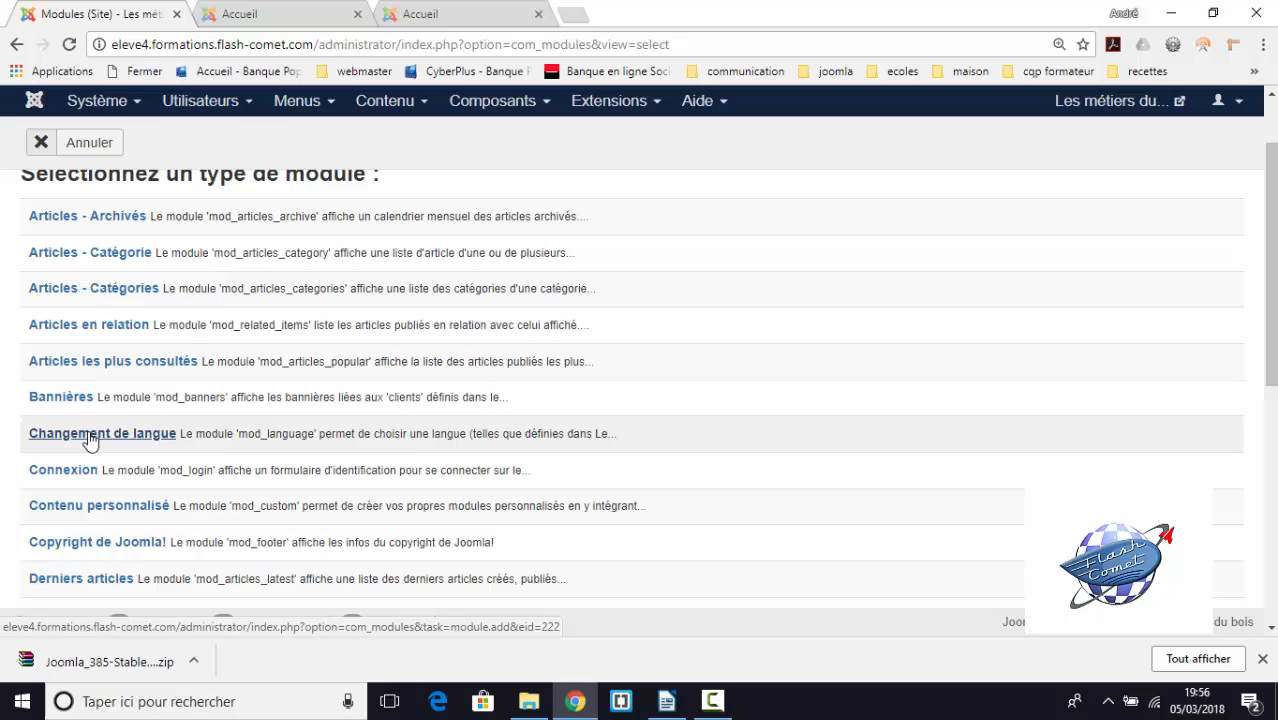 Modules (Site) - Les méti
Accueil
Accueil
André
eleve4.formations.flash-comet.com/administrator/index.php?option=com_modules&view=select
Applications
Fermer
Accueil - Banque Pop
webmaster
CyberPlus - Banque P
Banque en ligne Soci
communication
joomla
ecoles
maison
cqp formateur
recettes
»
Système
Utilisateurs
Menus
Contenu
Composants
Extensions
Aide
Les métiers du...
Annuler
Sélectionnez un type de module :
Articles - Archivés Le module 'mod_articles_archive' affiche un calendrier mensuel des articles archivés....
Articles - Catégorie Le module 'mod_articles_category' affiche une liste d'article d'une ou de plusieurs...
Articles - Catégories Le module 'mod_articles_categories' affiche une liste des catégories d'une catégorie...
Articles en relation Le module 'mod_related_items' liste les articles publiés en relation avec celui affiché....
Articles les plus consultés Le module 'mod_articles_popular' affiche la liste des articles publiés les plus...
Bannières Le module 'mod_banners' affiche les bannières liées aux 'clients' définis dans le...
Changement de langue Le module 'mod_language' permet de choisir une langue (telles que définies dans Le...
Connexion Le module 'mod_login' affiche un formulaire d'identification pour se connecter sur le...
Contenu personnalisé Le module 'mod_custom' permet de créer vos propres modules personnalisés en y intégrant...
Copyright de Joomla! Le module 'mod_footer' affiche les infos du copyright de Joomla!
Derniers articles Le module 'mod_articles_latest' affiche une liste des derniers articles créés, publiés...
Flash
Comet
eleve4.formations.flash-comet.com/administrator/index.php?option=com_modules&task=module.add&eid=222
Joon
du bois
Joomla_385-Stable....zip
Tout afficher
Taper ici pour rechercher
19:56
05/03/2018
2